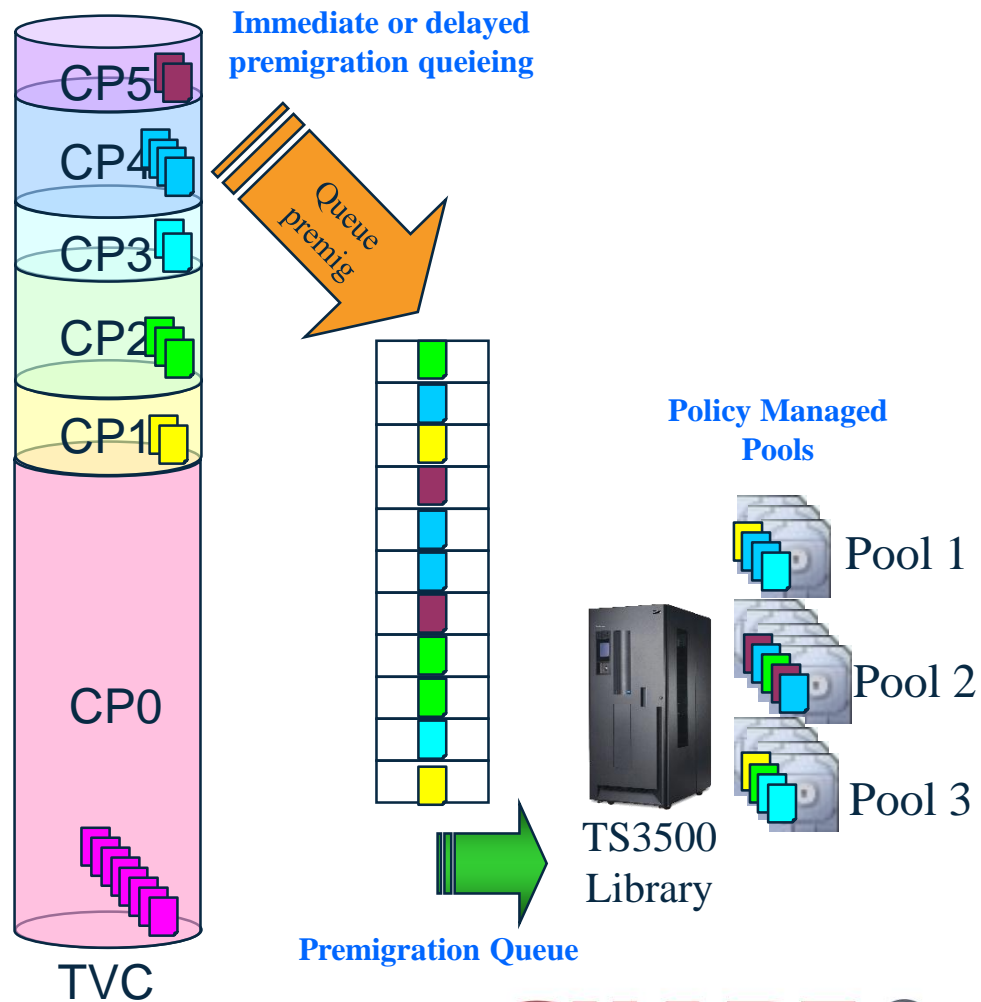 Immediate or delayed
premigration queieing
CP5
CP4
CP3
CP2
CP1
CP0
TVC
Queue
premig
Premigration Queue
TS3500
Library
Policy Managed
Pools
Pool 1
Pool 2
Pool 3